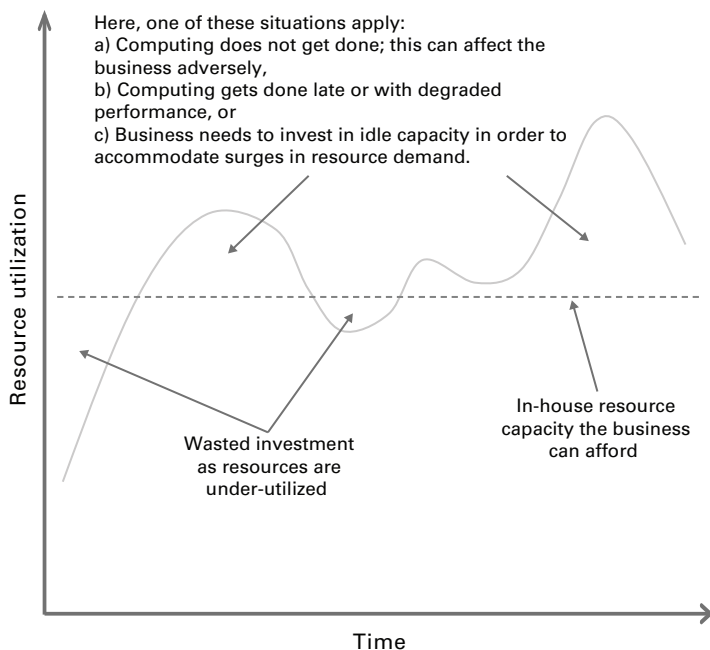 Here, one of these situations apply:
a) Computing does not get done; this can affect the
business adversely,
b) Computing gets done late or with degraded
performance, or
c) Business needs to invest in idle capacity in order to
accommodate surges in resource demand.
Resource utilization
In-house resource
capacity the business
can afford
Wasted investment
as resources are
under-utilized
Time